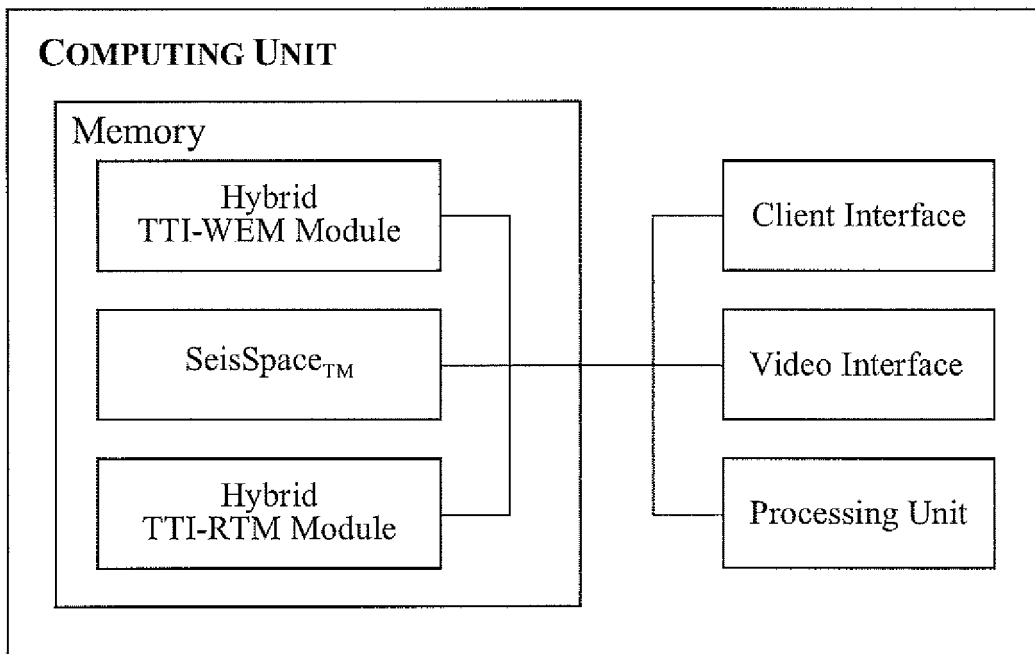 COMPUTING UNIT
Memory
Hybrid
TTI-WEM Module
SeisSpaceTM
Hybrid
TTI-RTM Module
Client Interface
Video Interface
Processing Unit